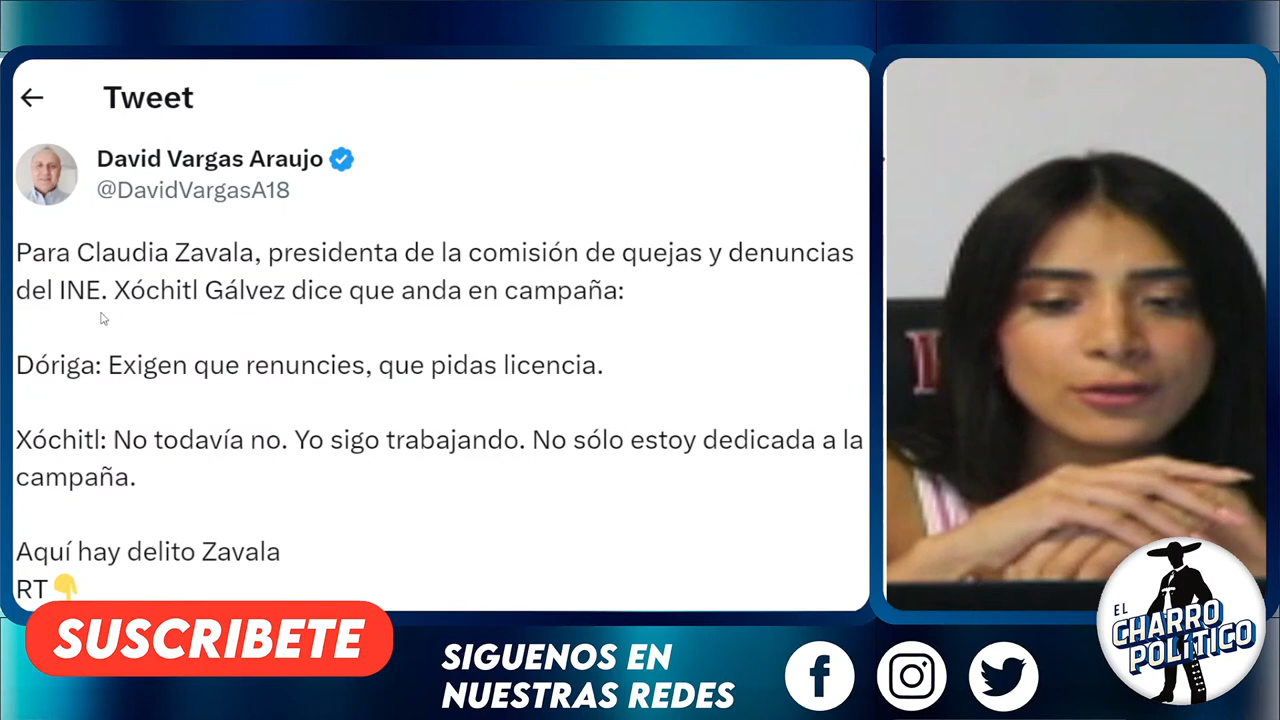 Tweet
David Vargas Araujo
@DavidVargasA18
Para Claudia Zavala, presidenta de la comisión de quejas y denuncias
del INE. Xóchitl Gálvez dice que anda en campaña:
Dóriga: Exigen que renuncies, que pidas licencia.
Xóchitl: No todavía no. Yo sigo trabajando. No sólo estoy dedicada a la
campaña.
Aquí hay delito Zavala
RT👇
SUSCRIBETE
SIGUENOS EN
NUESTRAS REDES
EL
CHARRO
POLÍTICO